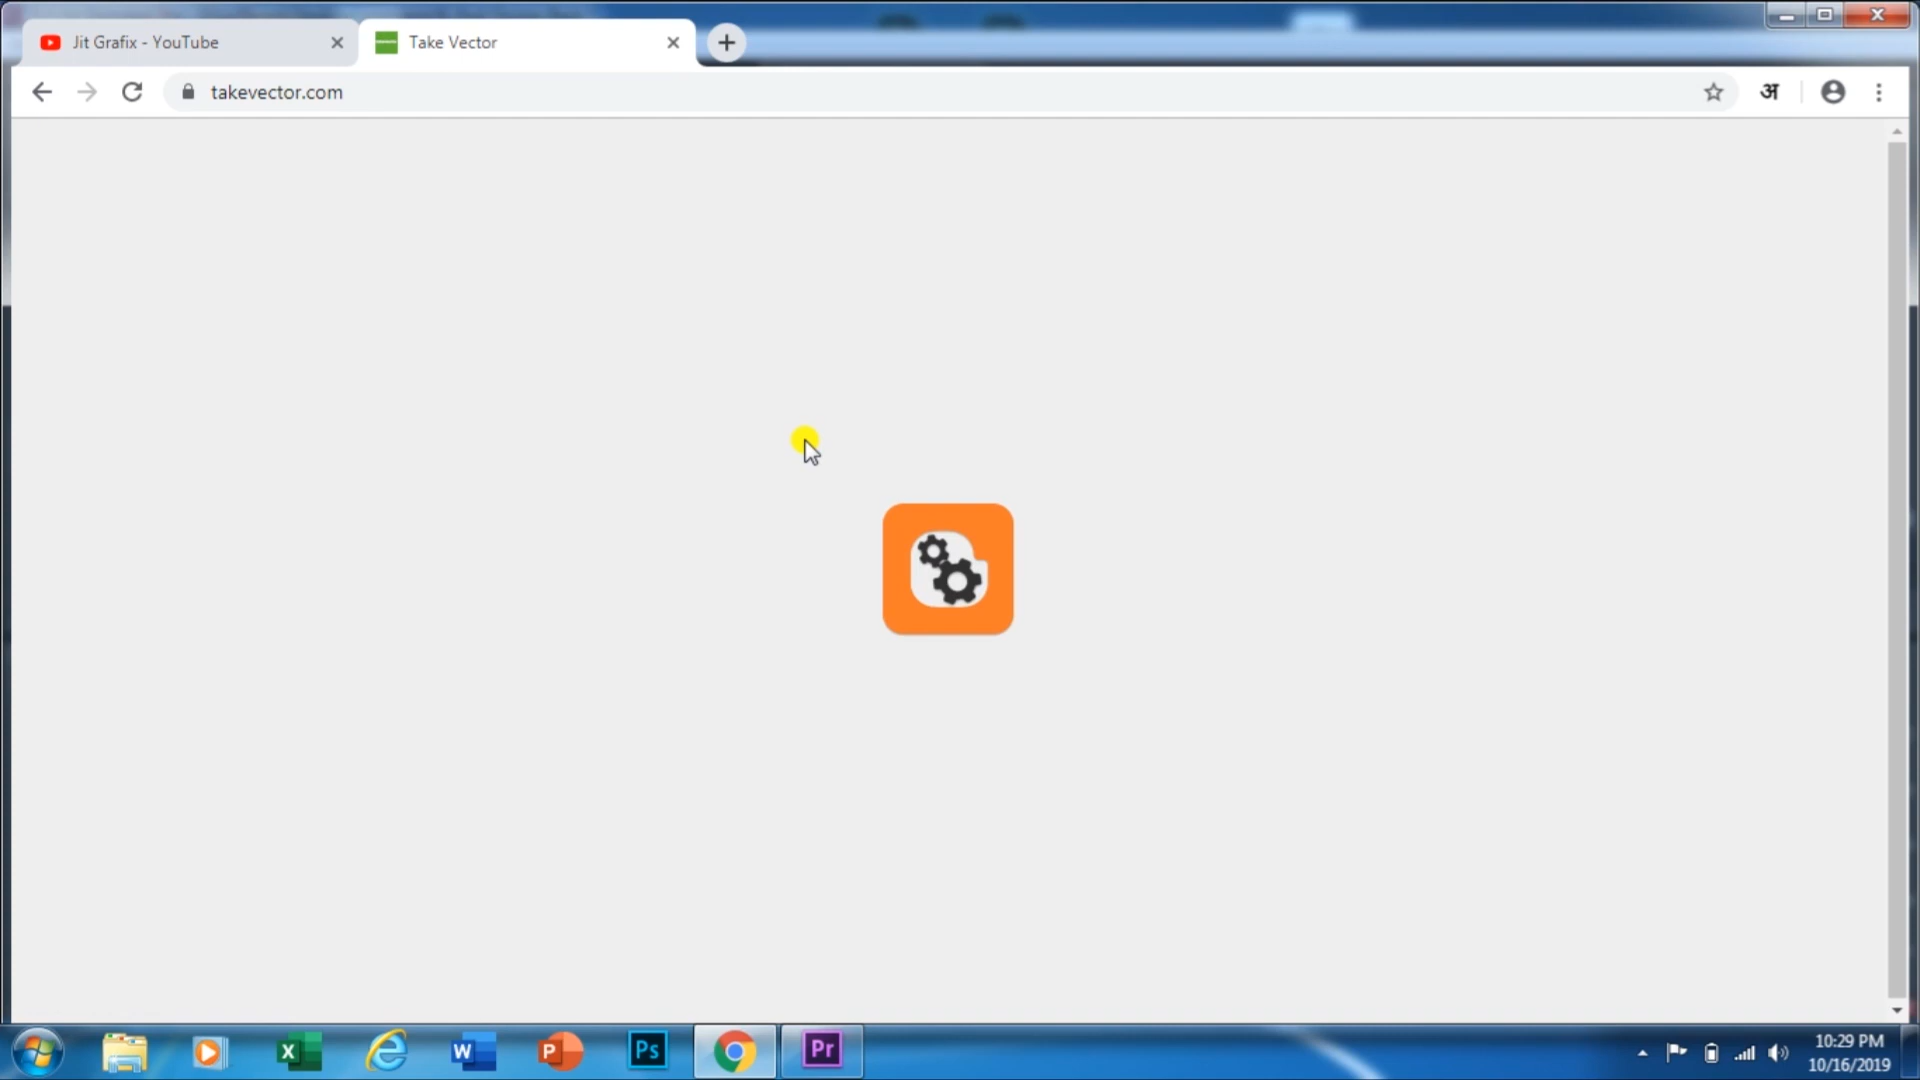 Jit Grafix - YouTube
Take Vector
takevector.com
अ
X
W
P
Ps
Pr
10:29 PM
10/16/2019